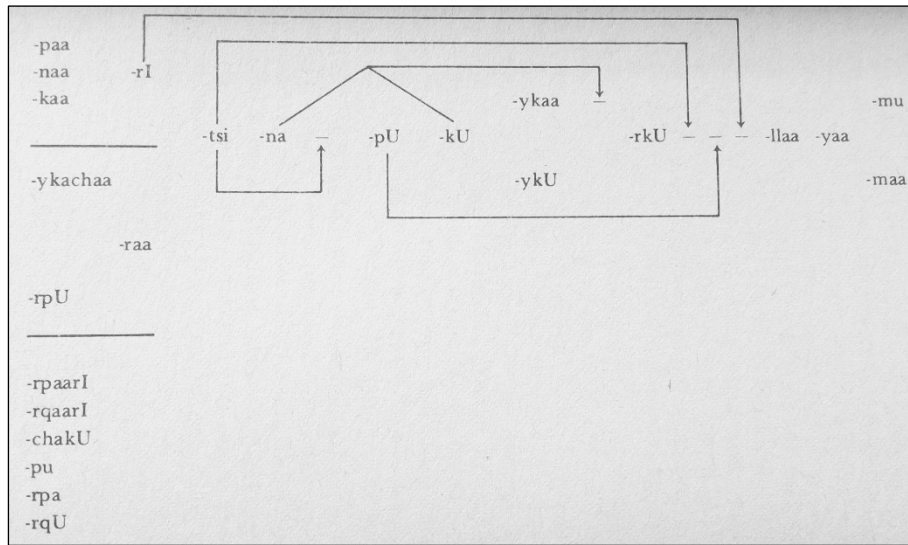 -paa
-naa -rI
-kaa -ykaa – -mu
-tsi -na – -pU -kU -rkU – – – -llaa -yaa
-ykachaa -ykU -maa
-raa
-rpU
-rpaarI
-rqaarI
-chakU
-pu
-rpa
-rqU